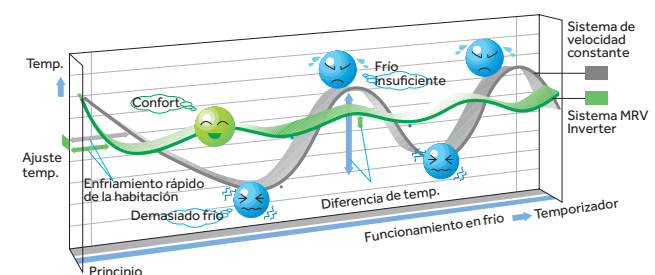 Temp.
Ajuste
temp.
Confort
Enfriamiento rápido
de la habitación
Demasiado frío
Frío
insuficiente
Diferencia de temp.
Sistema de
velocidad
constante
Sistema MRV
Inverter
Funcionamiento en frío
Temporizador
Principio